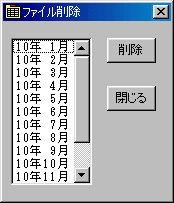 ファイル削除
10年 1月
10年 2月
10年 3月
10年 4月
10年 5月
10年 6月
10年 7月
10年 8月
10年 9月
10年10月
10年11月
削除
閉じる